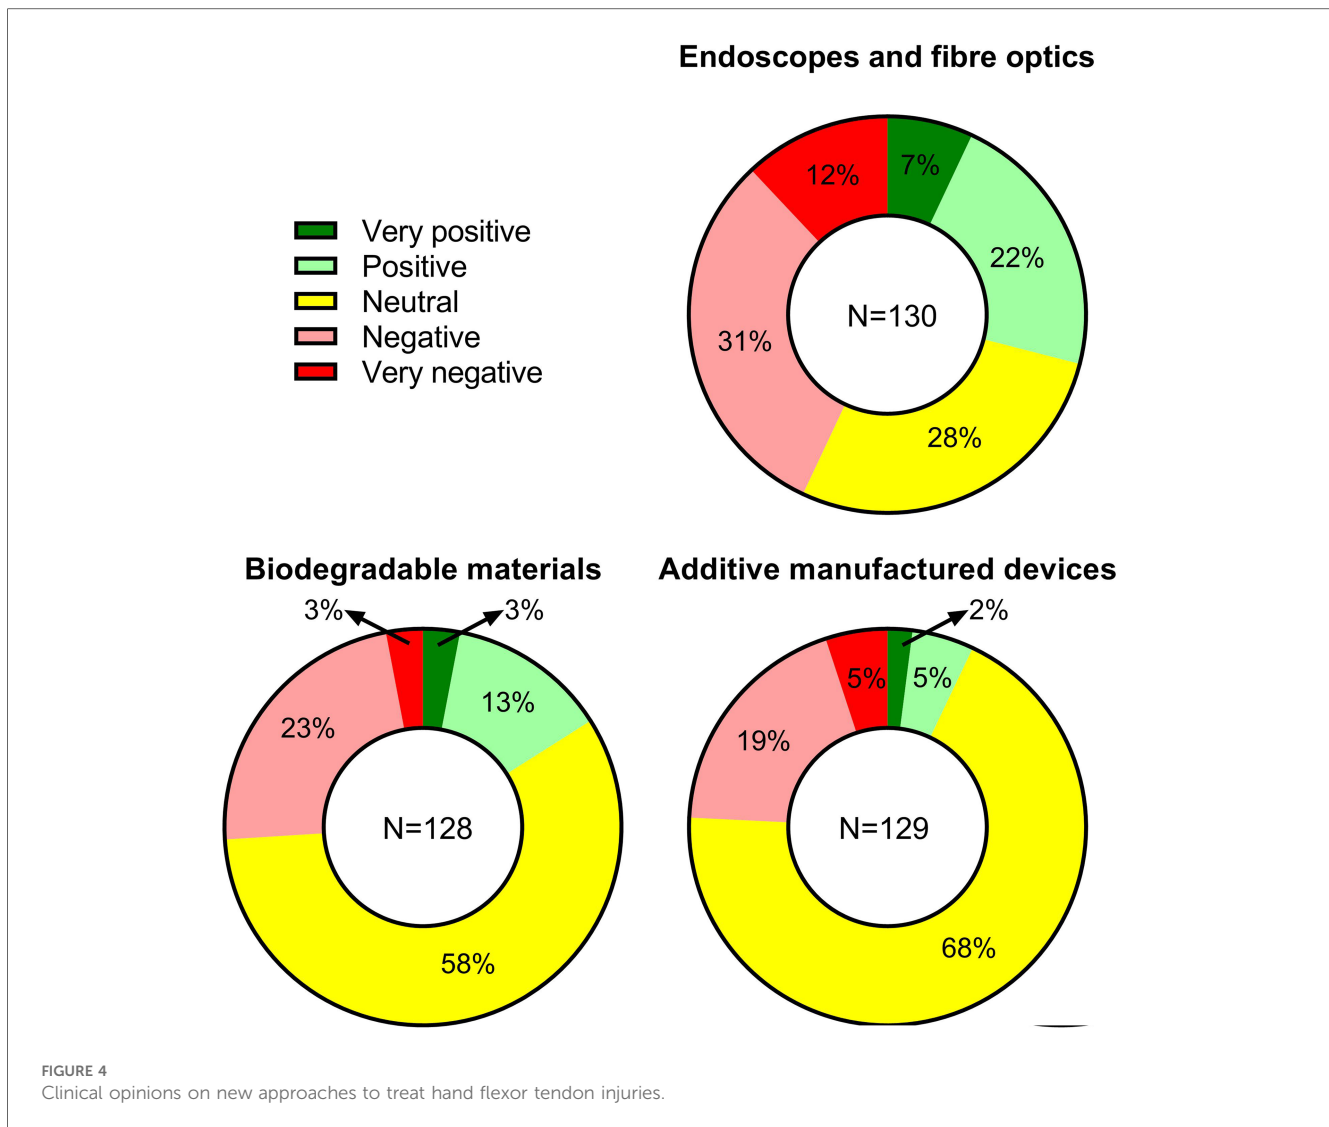 Endoscopes and fibre optics
Very positive
Positive
Neutral
Negative
Very negative
12%
7%
22%
31%
28%
N=130
Biodegradable materials
3%
3%
13%
23%
58%
N=128
Additive manufactured devices
2%
5%
5%
19%
68%
N=129
FIGURE 4
Clinical opinions on new approaches to treat hand flexor tendon injuries.